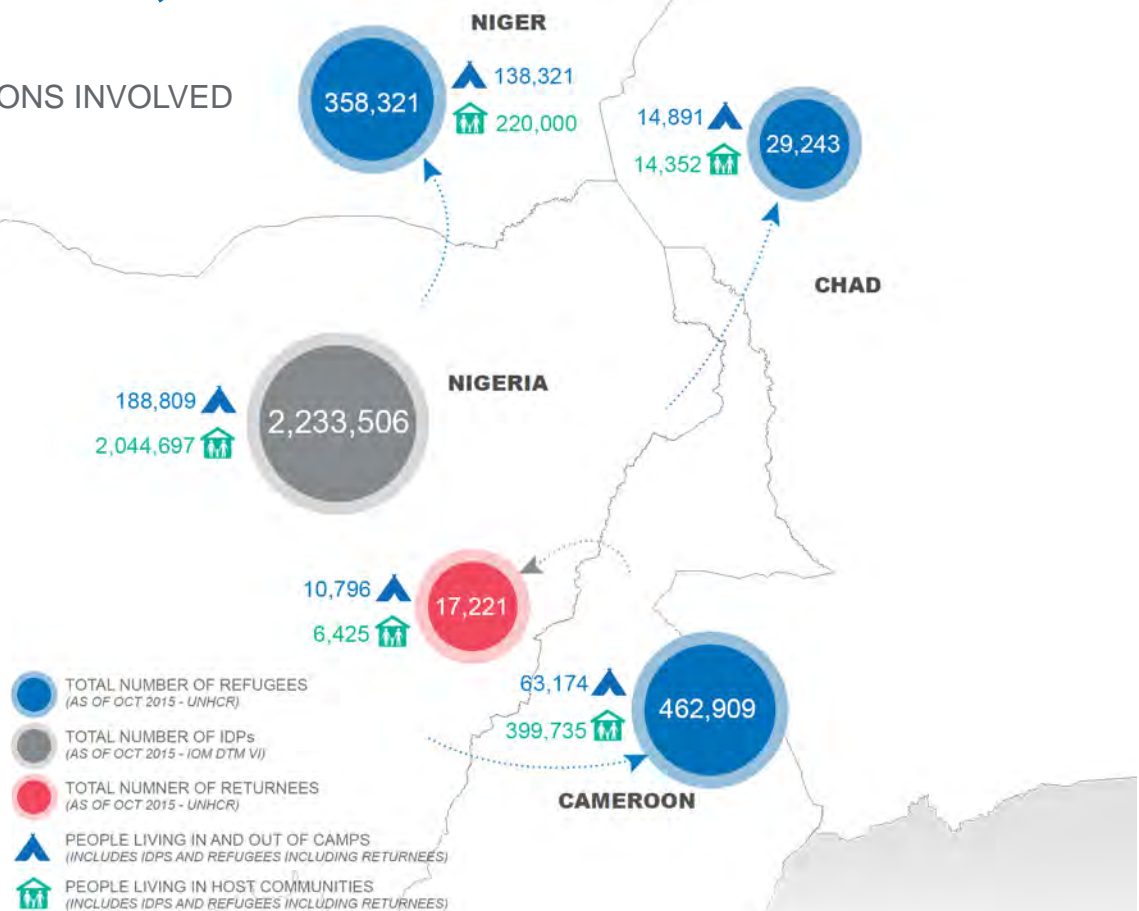 ONS INVOLVED
NIGER
358,321
138,321
220,000
14,891
14,352
29,243
CHAD
NIGERIA
188,809
2,044,697
2,233,506
10,796
6,425
17,221
63,174
399,735
462,909
CAMEROON
TOTAL NUMBER OF REFUGEES
(AS OF OCT 2015 - UNHCR)
TOTAL NUMBER OF IDPs
(AS OF OCT 2015 - IOM DTM VI)
TOTAL NUMNER OF RETURNEES
(AS OF OCT 2015 - UNHCR)
PEOPLE LIVING IN AND OUT OF CAMPS
(INCLUDES IDPS AND REFUGEES INCLUDING RETURNEES)
PEOPLE LIVING IN HOST COMMUNITIES
(INCLUDES IDPS AND REFUGEES INCLUDING RETURNEES)